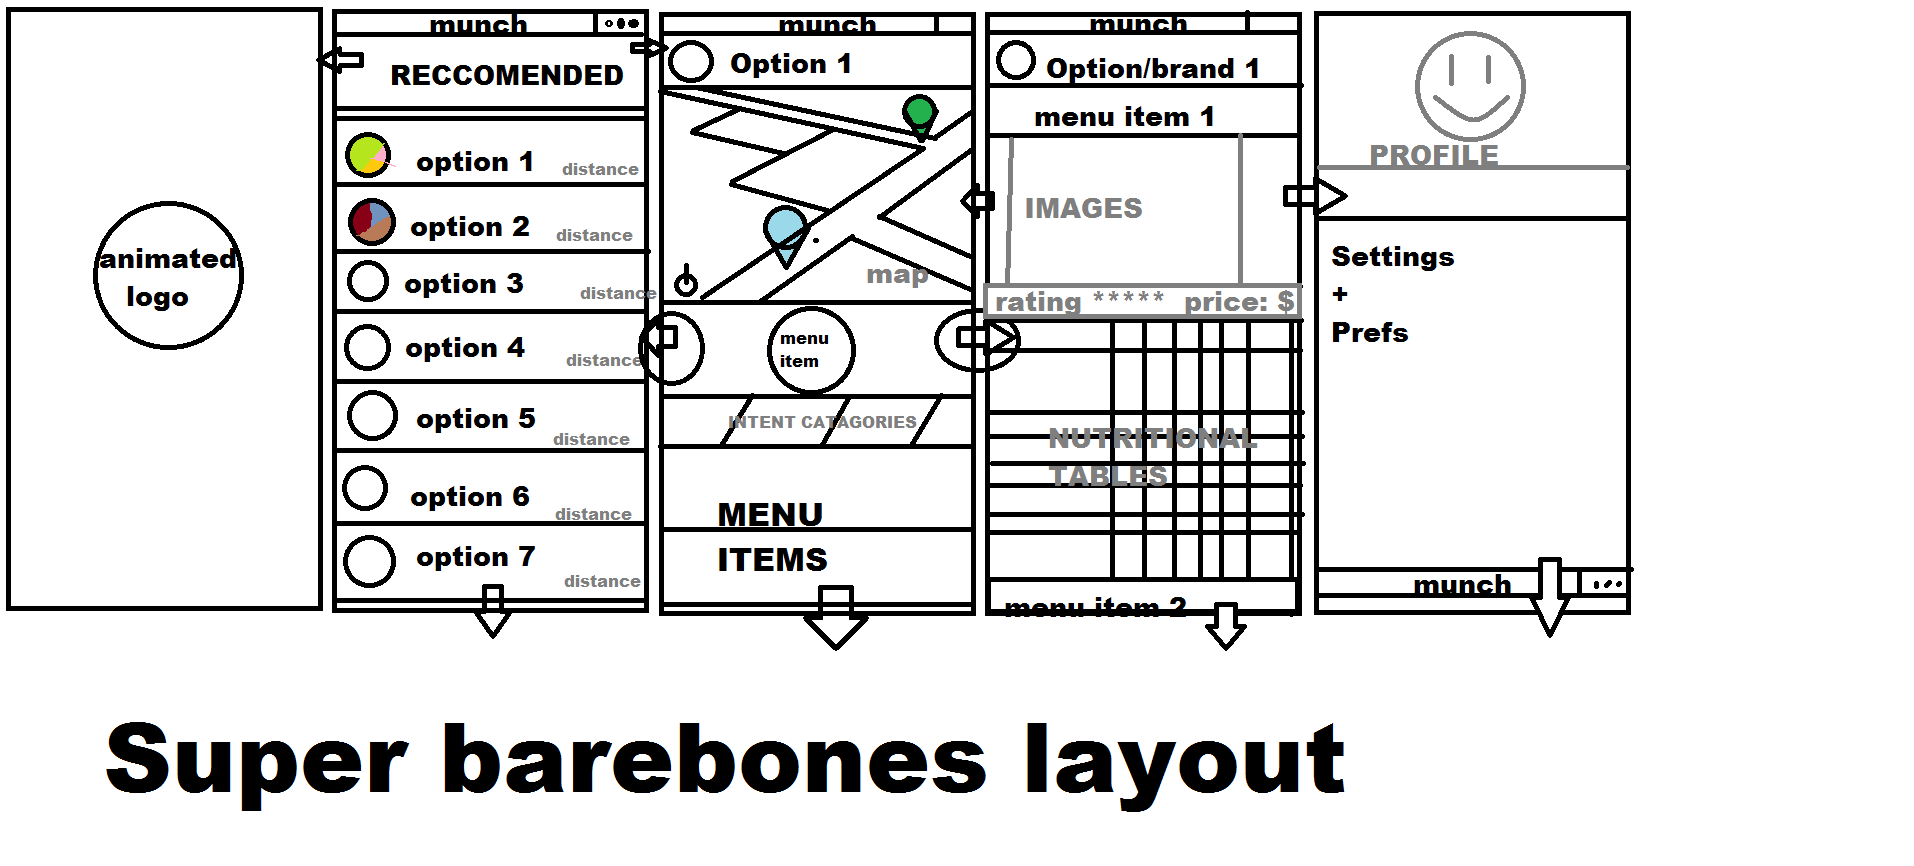 animated
logo
munch
RECCOMENDED
option 1
distance
option 2
distance
option 3
distance
option 4
distance
option 5
distance
option 6
distance
option 7
distance
munch
Option 1
map
menu
item
INTENT CATAGORIES
MENU
ITEMS
munch
Option/brand 1
menu item 1
IMAGES
rating ***** price: $
NUTRITIONAL
TABLES
menu item 2
PROFILE
Settings
+
Prefs
munch
Super barebones layout